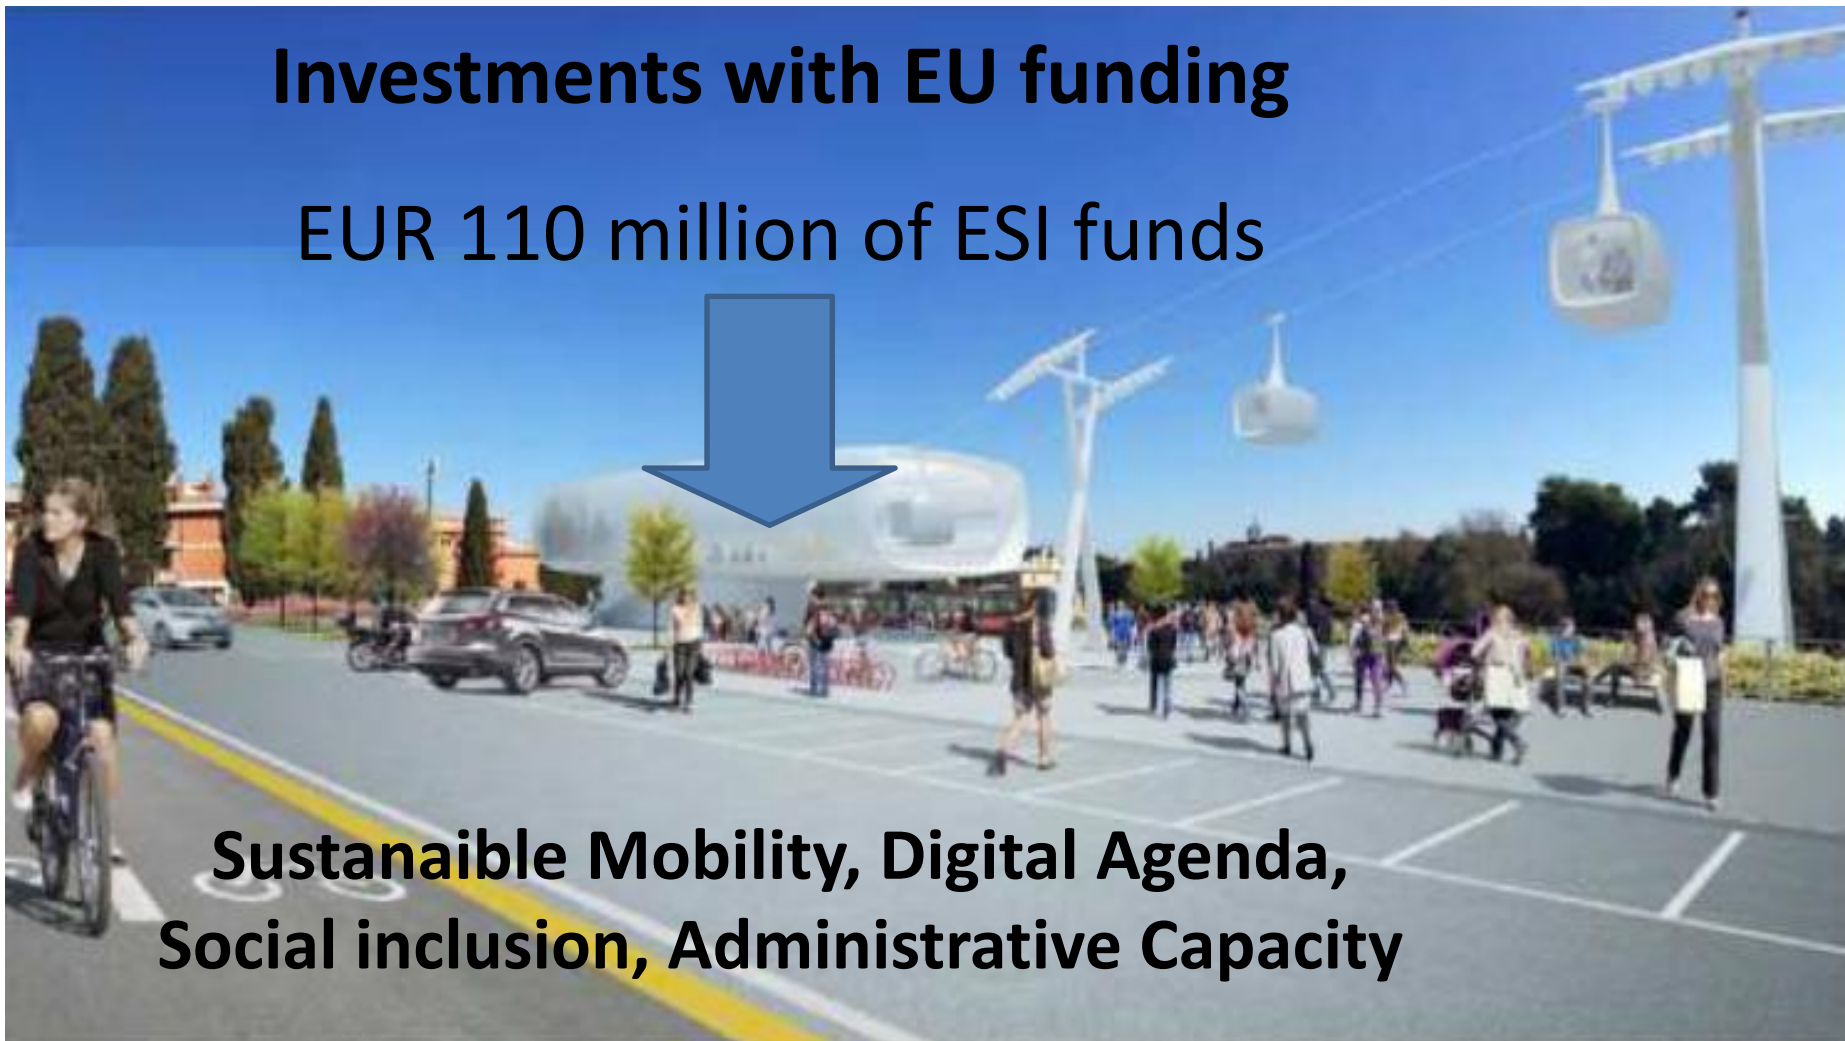 Investments with EU funding
EUR 110 million of ESI funds
Sustanaible Mobility, Digital Agenda,
Social inclusion, Administrative Capacity